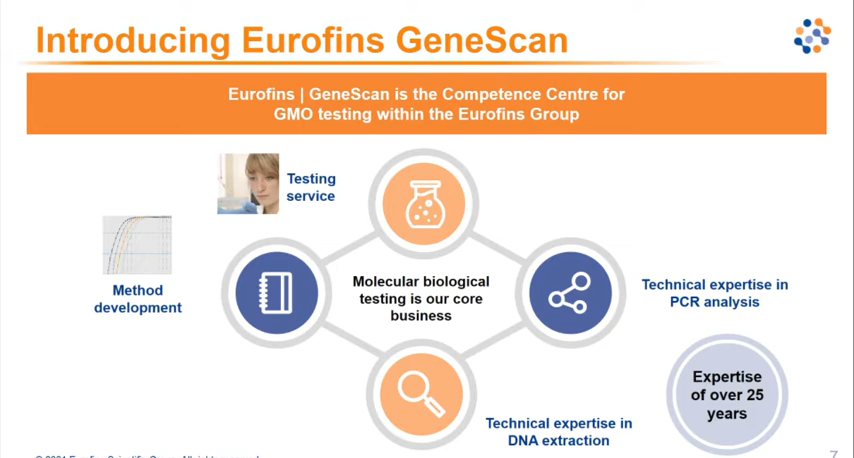 Introducing Eurofins GeneScan
Eurofins | GeneScan is the Competence Centre for
GMO testing within the Eurofins Group
Testing
service
Method
development
Molecular biological
testing is our core
business
Technical expertise in
PCR analysis
Expertise
of over 25
years
Technical expertise in
DNA extraction
7